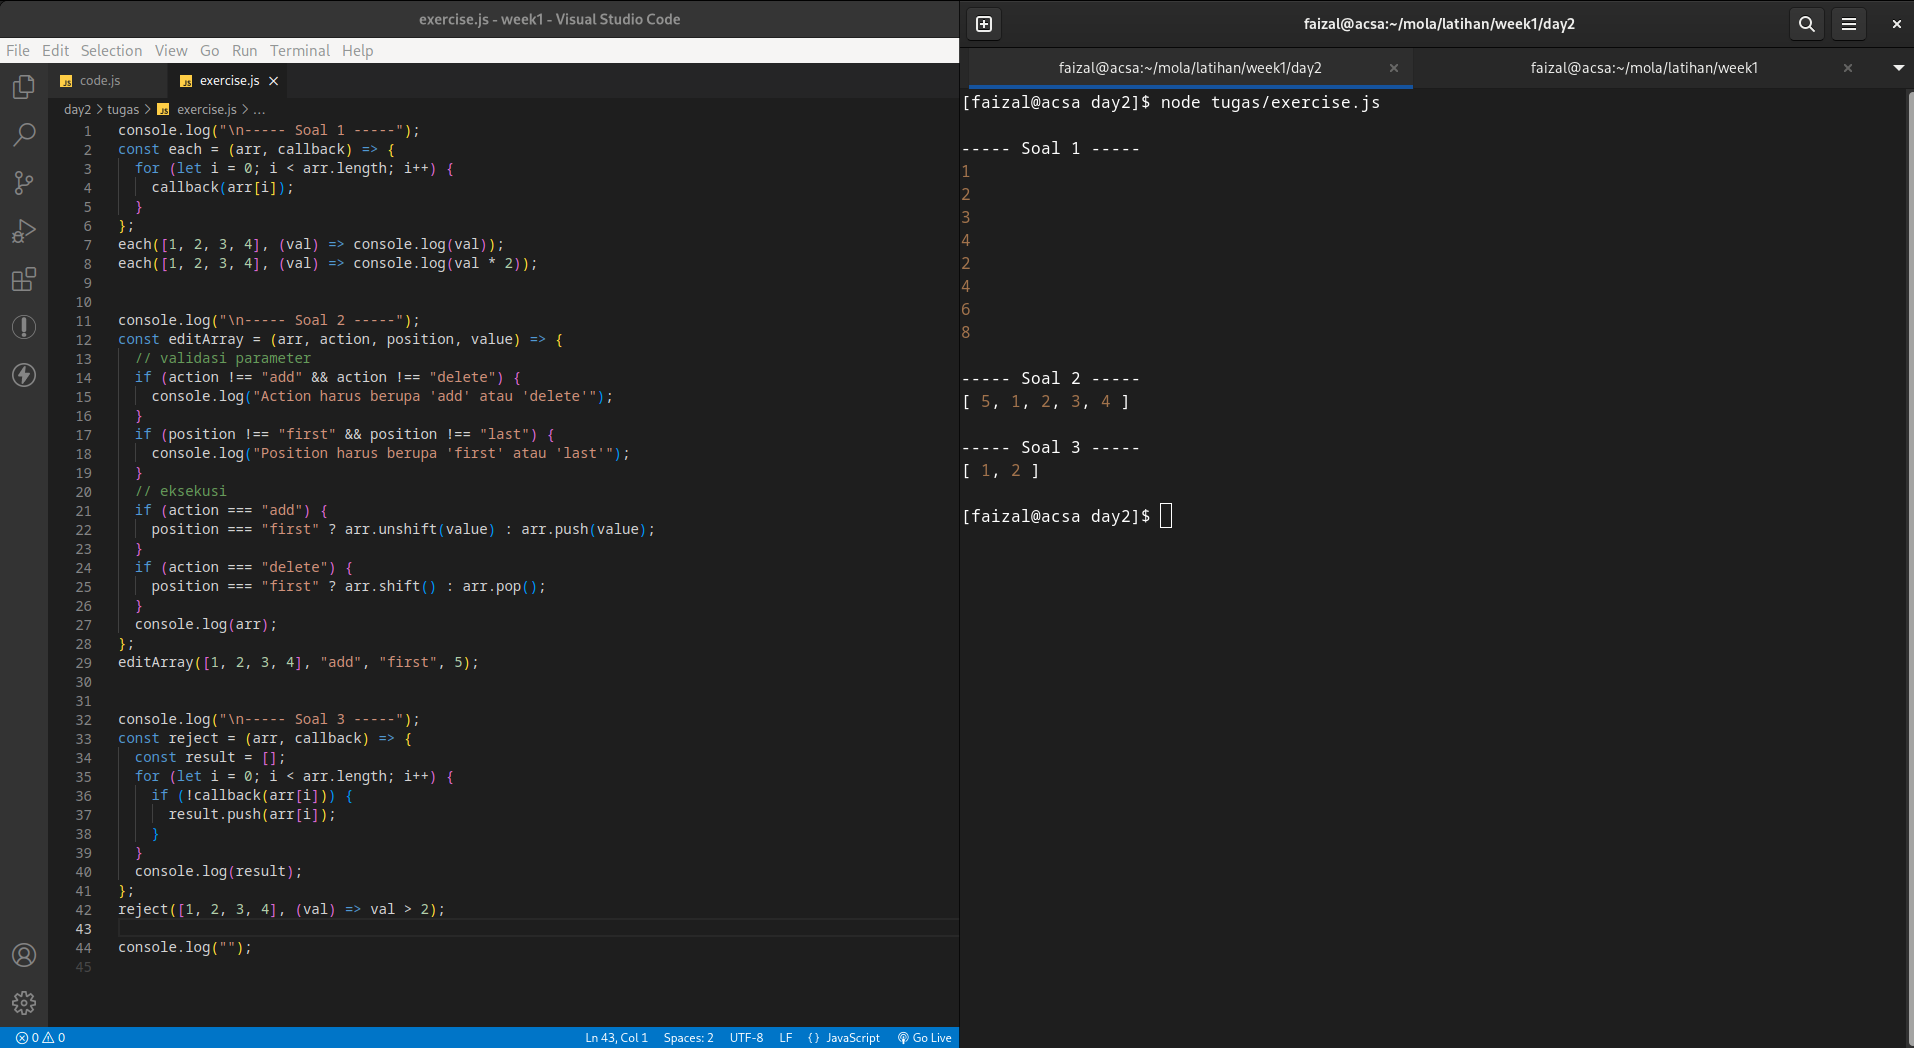 exercise.js - week1 - Visual Studio Code
File Edit Selection View Go Run Terminal Help
code.js exercise.js
day2 > tugas > exercise.js > ...
1 console.log("\n----- Soal 1 -----");
2 const each = (arr, callback) => {
3   for (let i = 0; i < arr.length; i++) {
4     callback(arr[i]);
5   }
6 };
7 each([1, 2, 3, 4], (val) => console.log(val));
8 each([1, 2, 3, 4], (val) => console.log(val * 2));
9
10
11 console.log("\n----- Soal 2 -----");
12 const editArray = (arr, action, position, value) => {
13   // validasi parameter
14   if (action !== "add" && action !== "delete") {
15     console.log("Action harus berupa 'add' atau 'delete'");
16   }
17   if (position !== "first" && position !== "last") {
18     console.log("Position harus berupa 'first' atau 'last'");
19   }
20   // eksekusi
21   if (action === "add") {
22     position === "first" ? arr.unshift(value) : arr.push(value);
23   }
24   if (action === "delete") {
25     position === "first" ? arr.shift() : arr.pop();
26   }
27   console.log(arr);
28 };
29 editArray([1, 2, 3, 4], "add", "first", 5);
30
31
32 console.log("\n----- Soal 3 -----");
33 const reject = (arr, callback) => {
34   const result = [];
35   for (let i = 0; i < arr.length; i++) {
36     if (!callback(arr[i])) {
37       result.push(arr[i]);
38     }
39   }
40   console.log(result);
41 };
42 reject([1, 2, 3, 4], (val) => val > 2);
43
44 console.log("");
45
0 0 Ln 43, Col 1 Spaces: 2 UTF-8 LF {} JavaScript Go Live
faizal@acsa:~/mola/latihan/week1/day2
faizal@acsa:~/mola/latihan/week1/day2 faizal@acsa:~/mola/latihan/week1
[faizal@acsa day2]$ node tugas/exercise.js
----- Soal 1 -----
1
2
3
4
2
4
6
8
----- Soal 2 -----
[ 5, 1, 2, 3, 4 ]
----- Soal 3 -----
[ 1, 2 ]
[faizal@acsa day2]$